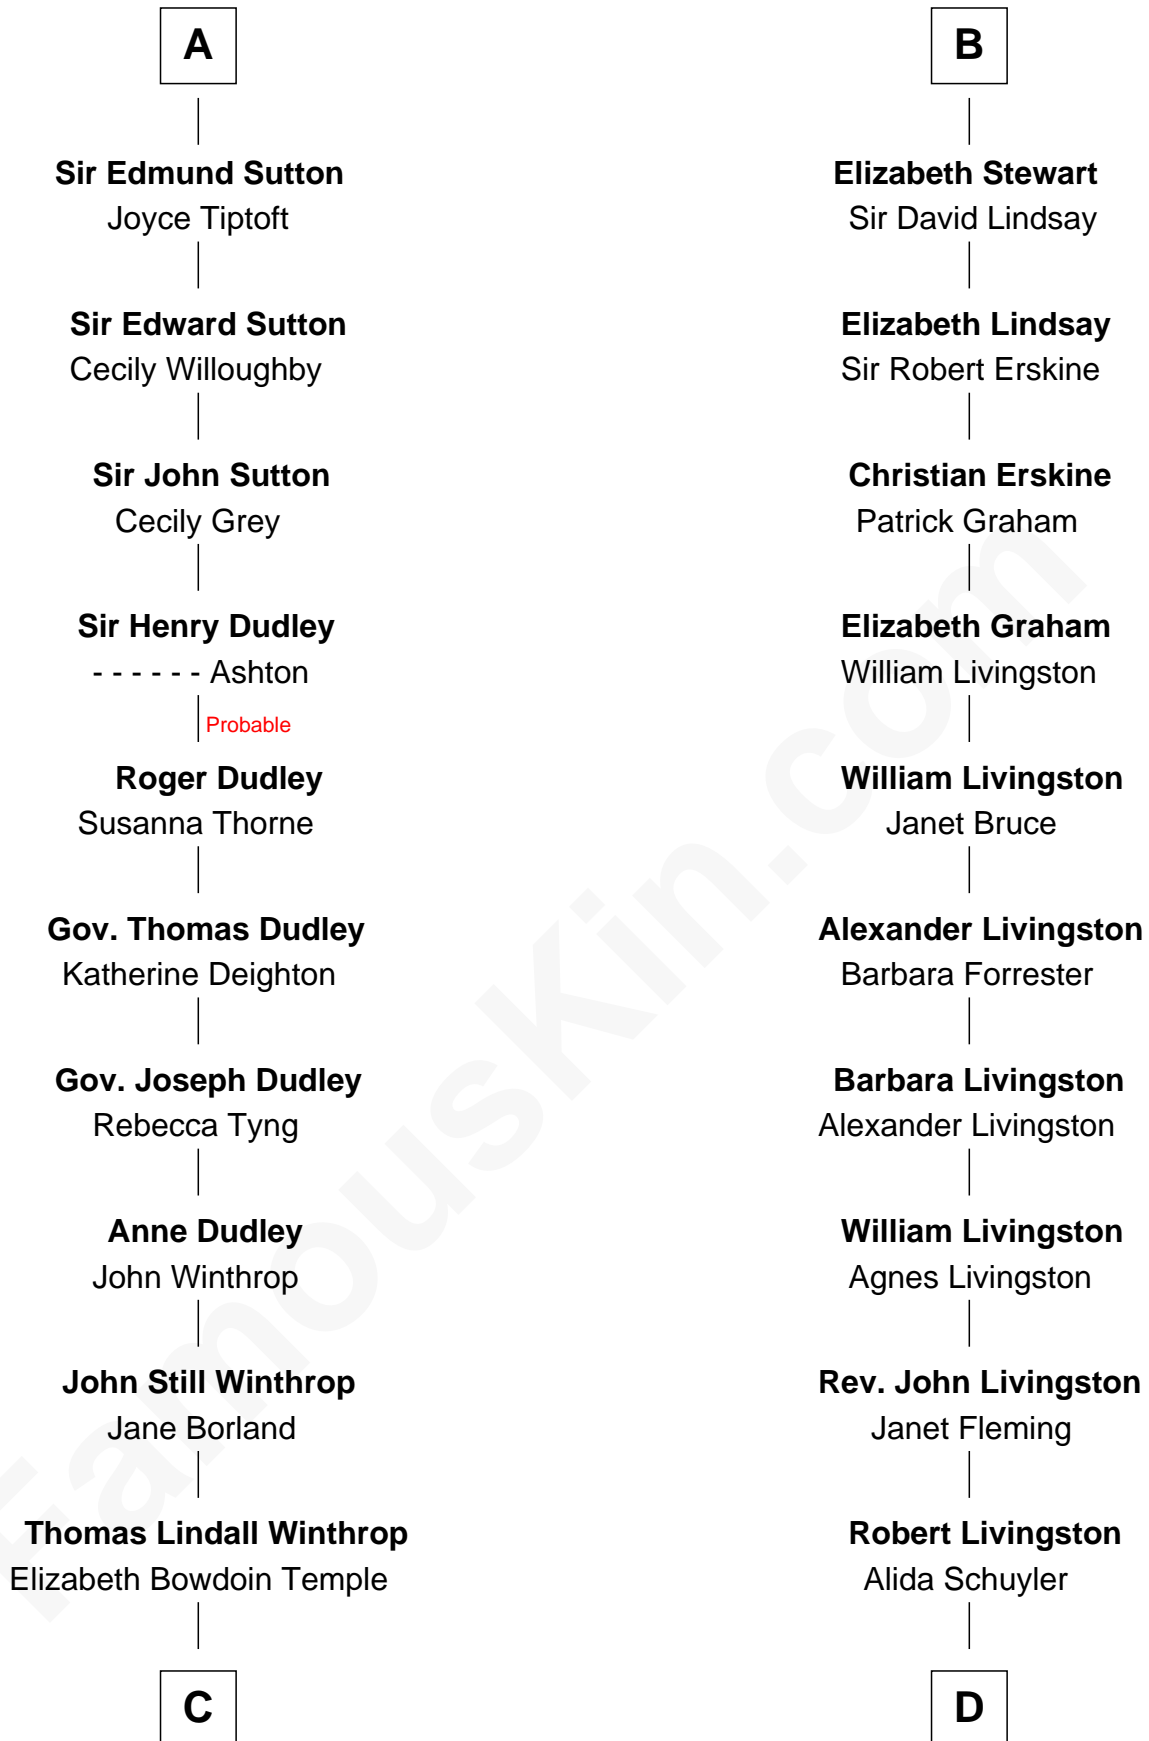 A
Sir Edmund Sutton
Joyce Tiptoft
Sir Edward Sutton
Cecily Willoughby
Sir John Sutton
Cecily Grey
Sir Henry Dudley
- - - - - - Ashton
Probable
Roger Dudley
Susanna Thorne
Gov. Thomas Dudley
Katherine Deighton
Gov. Joseph Dudley
Rebecca Tyng
Anne Dudley
John Winthrop
John Still Winthrop
Jane Borland
Thomas Lindall Winthrop
Elizabeth Bowdoin Temple
C
B
Elizabeth Stewart
Sir David Lindsay
Elizabeth Lindsay
Sir Robert Erskine
Christian Erskine
Patrick Graham
Elizabeth Graham
William Livingston
William Livingston
Janet Bruce
Alexander Livingston
Barbara Forrester
Barbara Livingston
Alexander Livingston
William Livingston
Agnes Livingston
Rev. John Livingston
Janet Fleming
Robert Livingston
Alida Schuyler
D
FamousKin.com